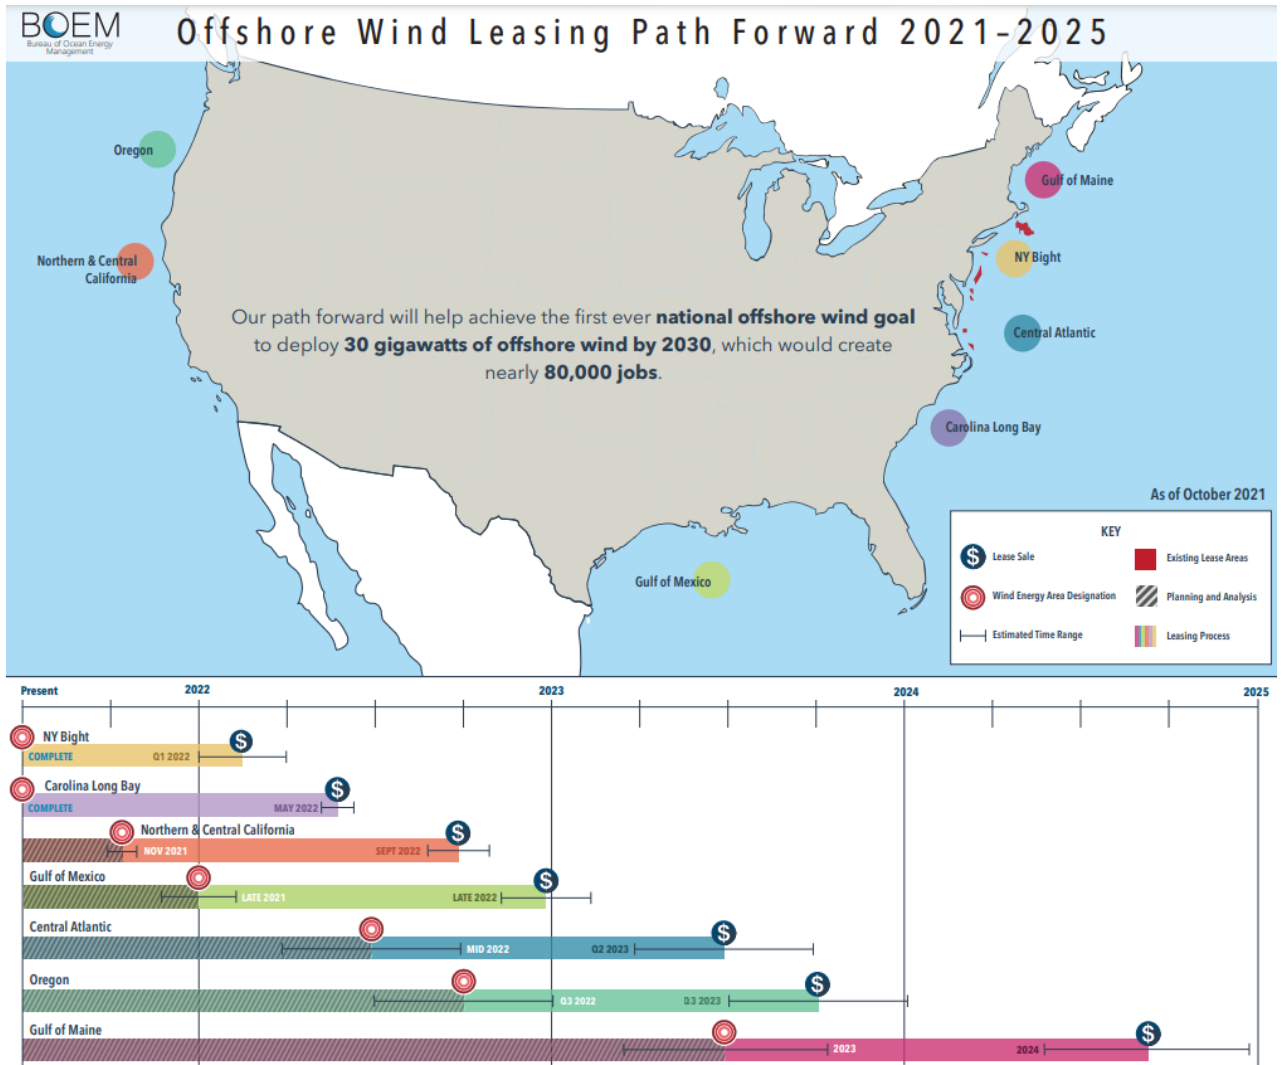 BOEM
Bureau of Ocean Energy
Management
Offshore Wind Leasing Path Forward 2021–2025
Oregon
Gulf of Maine
Northern & Central
California
NY Bight
Our path forward will help achieve the first ever national offshore wind goal
to deploy 30 gigawatts of offshore wind by 2030, which would create
nearly 80,000 jobs.
Central Atlantic
Carolina Long Bay
Gulf of Mexico
As of October 2021
KEY
$ Lease Sale
Existing Lease Areas
Wind Energy Area Designation
Planning and Analysis
Estimated Time Range
Leasing Process
Present 2022 2023 2024 2025
NY Bight $
COMPLETE Q1 2022
Carolina Long Bay $
COMPLETE MAY 2022
Northern & Central California $
NOV 2021 SEPT 2022
Gulf of Mexico $
LATE 2021 LATE 2022
Central Atlantic $
MID 2022 Q2 2023
Oregon $
Q3 2022 Q3 2023
Gulf of Maine $
2023 2024